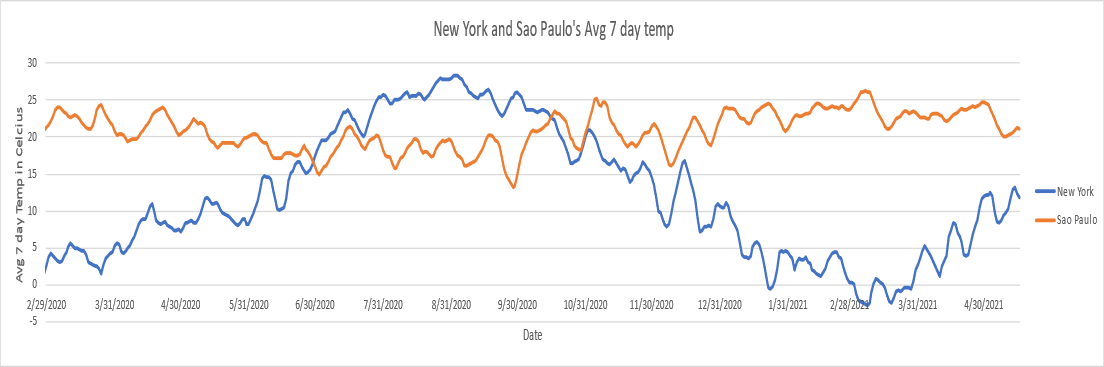 New York and Sao Paulo's Avg 7 day temp
Avg 7 day Temp in Celcius
30
25
20
15
10
5
0
-5
2/29/2020 3/31/2020 4/30/2020 5/31/2020 6/30/2020 7/31/2020 8/31/2020 9/30/2020 10/31/2020 11/30/2020 12/31/2020 1/31/2021 2/28/2021 3/31/2021 4/30/2021
Date
New York
Sao Paulo